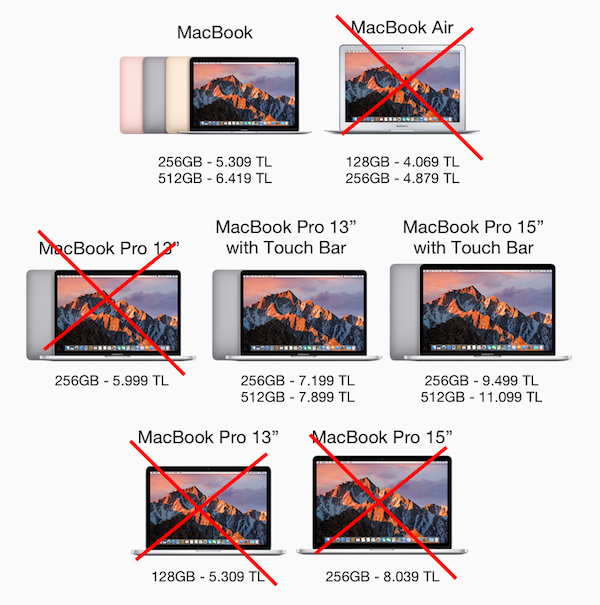 MacBook
MacBook Air
256GB - 5.309 TL
512GB - 6.419 TL
128GB - 4.069 TL
256GB - 4.879 TL
MacBook Pro 13”
MacBook Pro 13”
with Touch Bar
MacBook Pro 15”
with Touch Bar
256GB - 5.999 TL
256GB - 7.199 TL
512GB - 7.899 TL
256GB - 9.499 TL
512GB - 11.099 TL
MacBook Pro 13”
MacBook Pro 15”
128GB - 5.309 TL
256GB - 8.039 TL